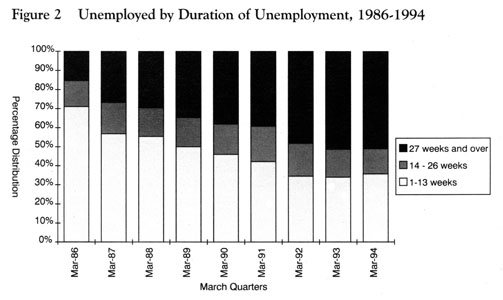 Figure 2 Unemployed by Duration of Unemployment, 1986-1994
100%
90%
80%
70%
60%
50%
40%
30%
20%
10%
0%
Percentage Distribution
Mar-86
Mar-87
Mar-88
Mar-89
Mar-90
Mar-91
Mar-92
Mar-93
Mar-94
March Quarters
27 weeks and over
14 - 26 weeks
1-13 weeks